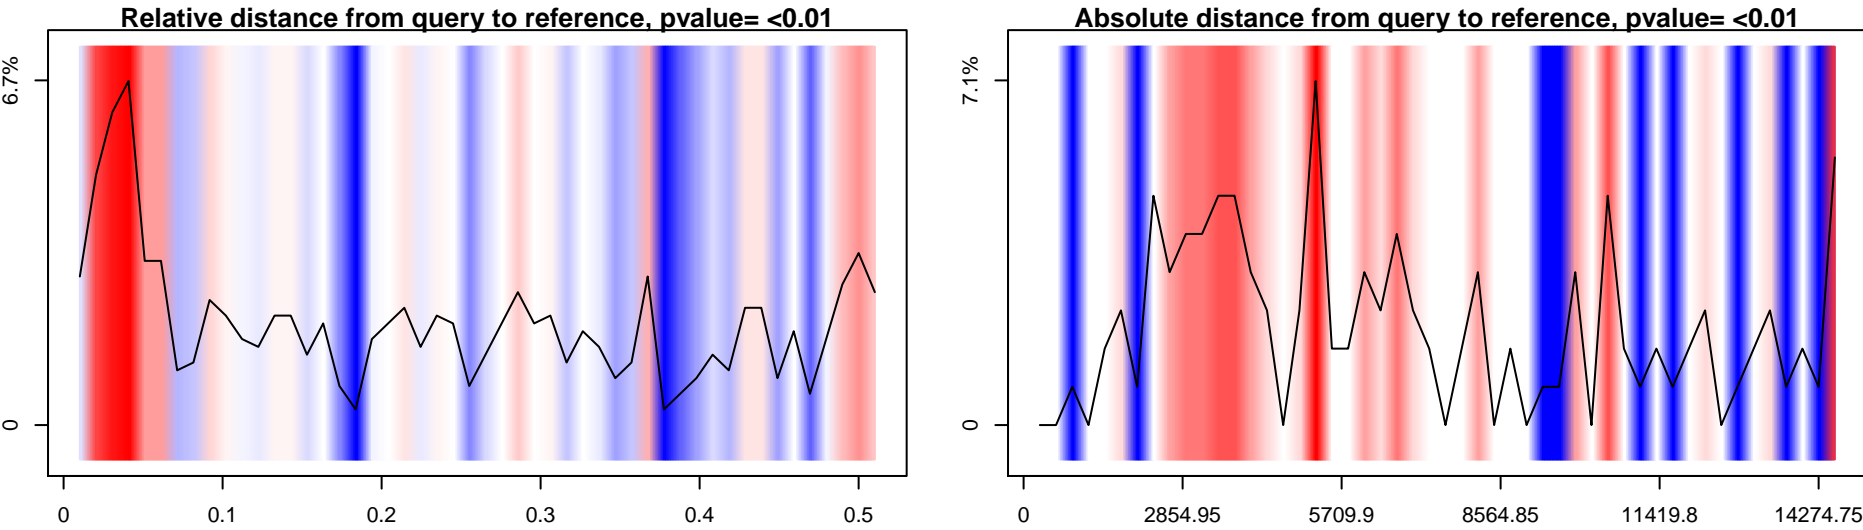 Relative distance from query to reference, pvalue= <0.01
6.7%
0
0 0.1 0.2 0.3 0.4 0.5
Absolute distance from query to reference, pvalue= <0.01
7.1%
0
0 2854.95 5709.9 8564.85 11419.8 14274.75